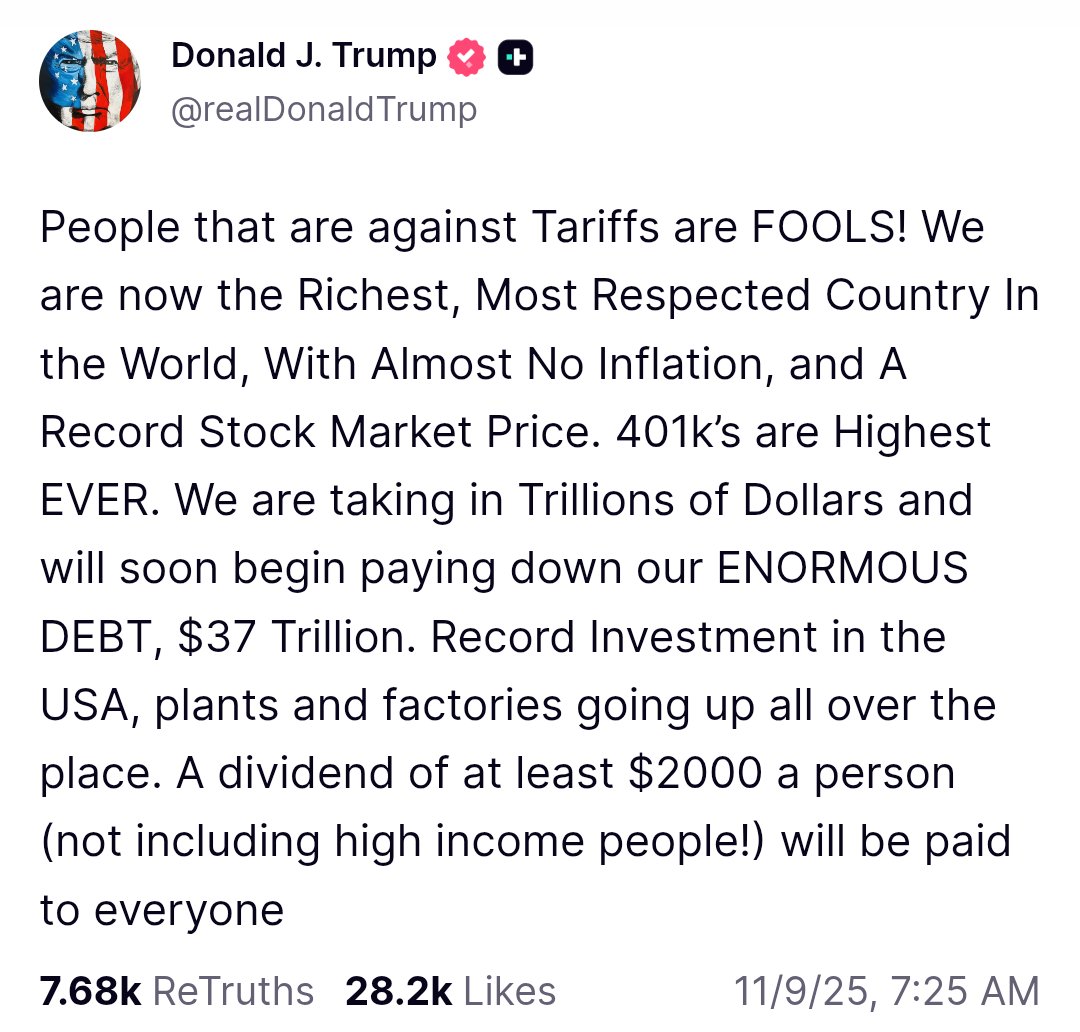 Donald J. Trump
@realDonaldTrump
People that are against Tariffs are FOOLS! We
are now the Richest, Most Respected Country In
the World, With Almost No Inflation, and A
Record Stock Market Price. 401k’s are Highest
EVER. We are taking in Trillions of Dollars and
will soon begin paying down our ENORMOUS
DEBT, $37 Trillion. Record Investment in the
USA, plants and factories going up all over the
place. A dividend of at least $2000 a person
(not including high income people!) will be paid
to everyone
7.68k ReTruths 28.2k Likes 11/9/25, 7:25 AM